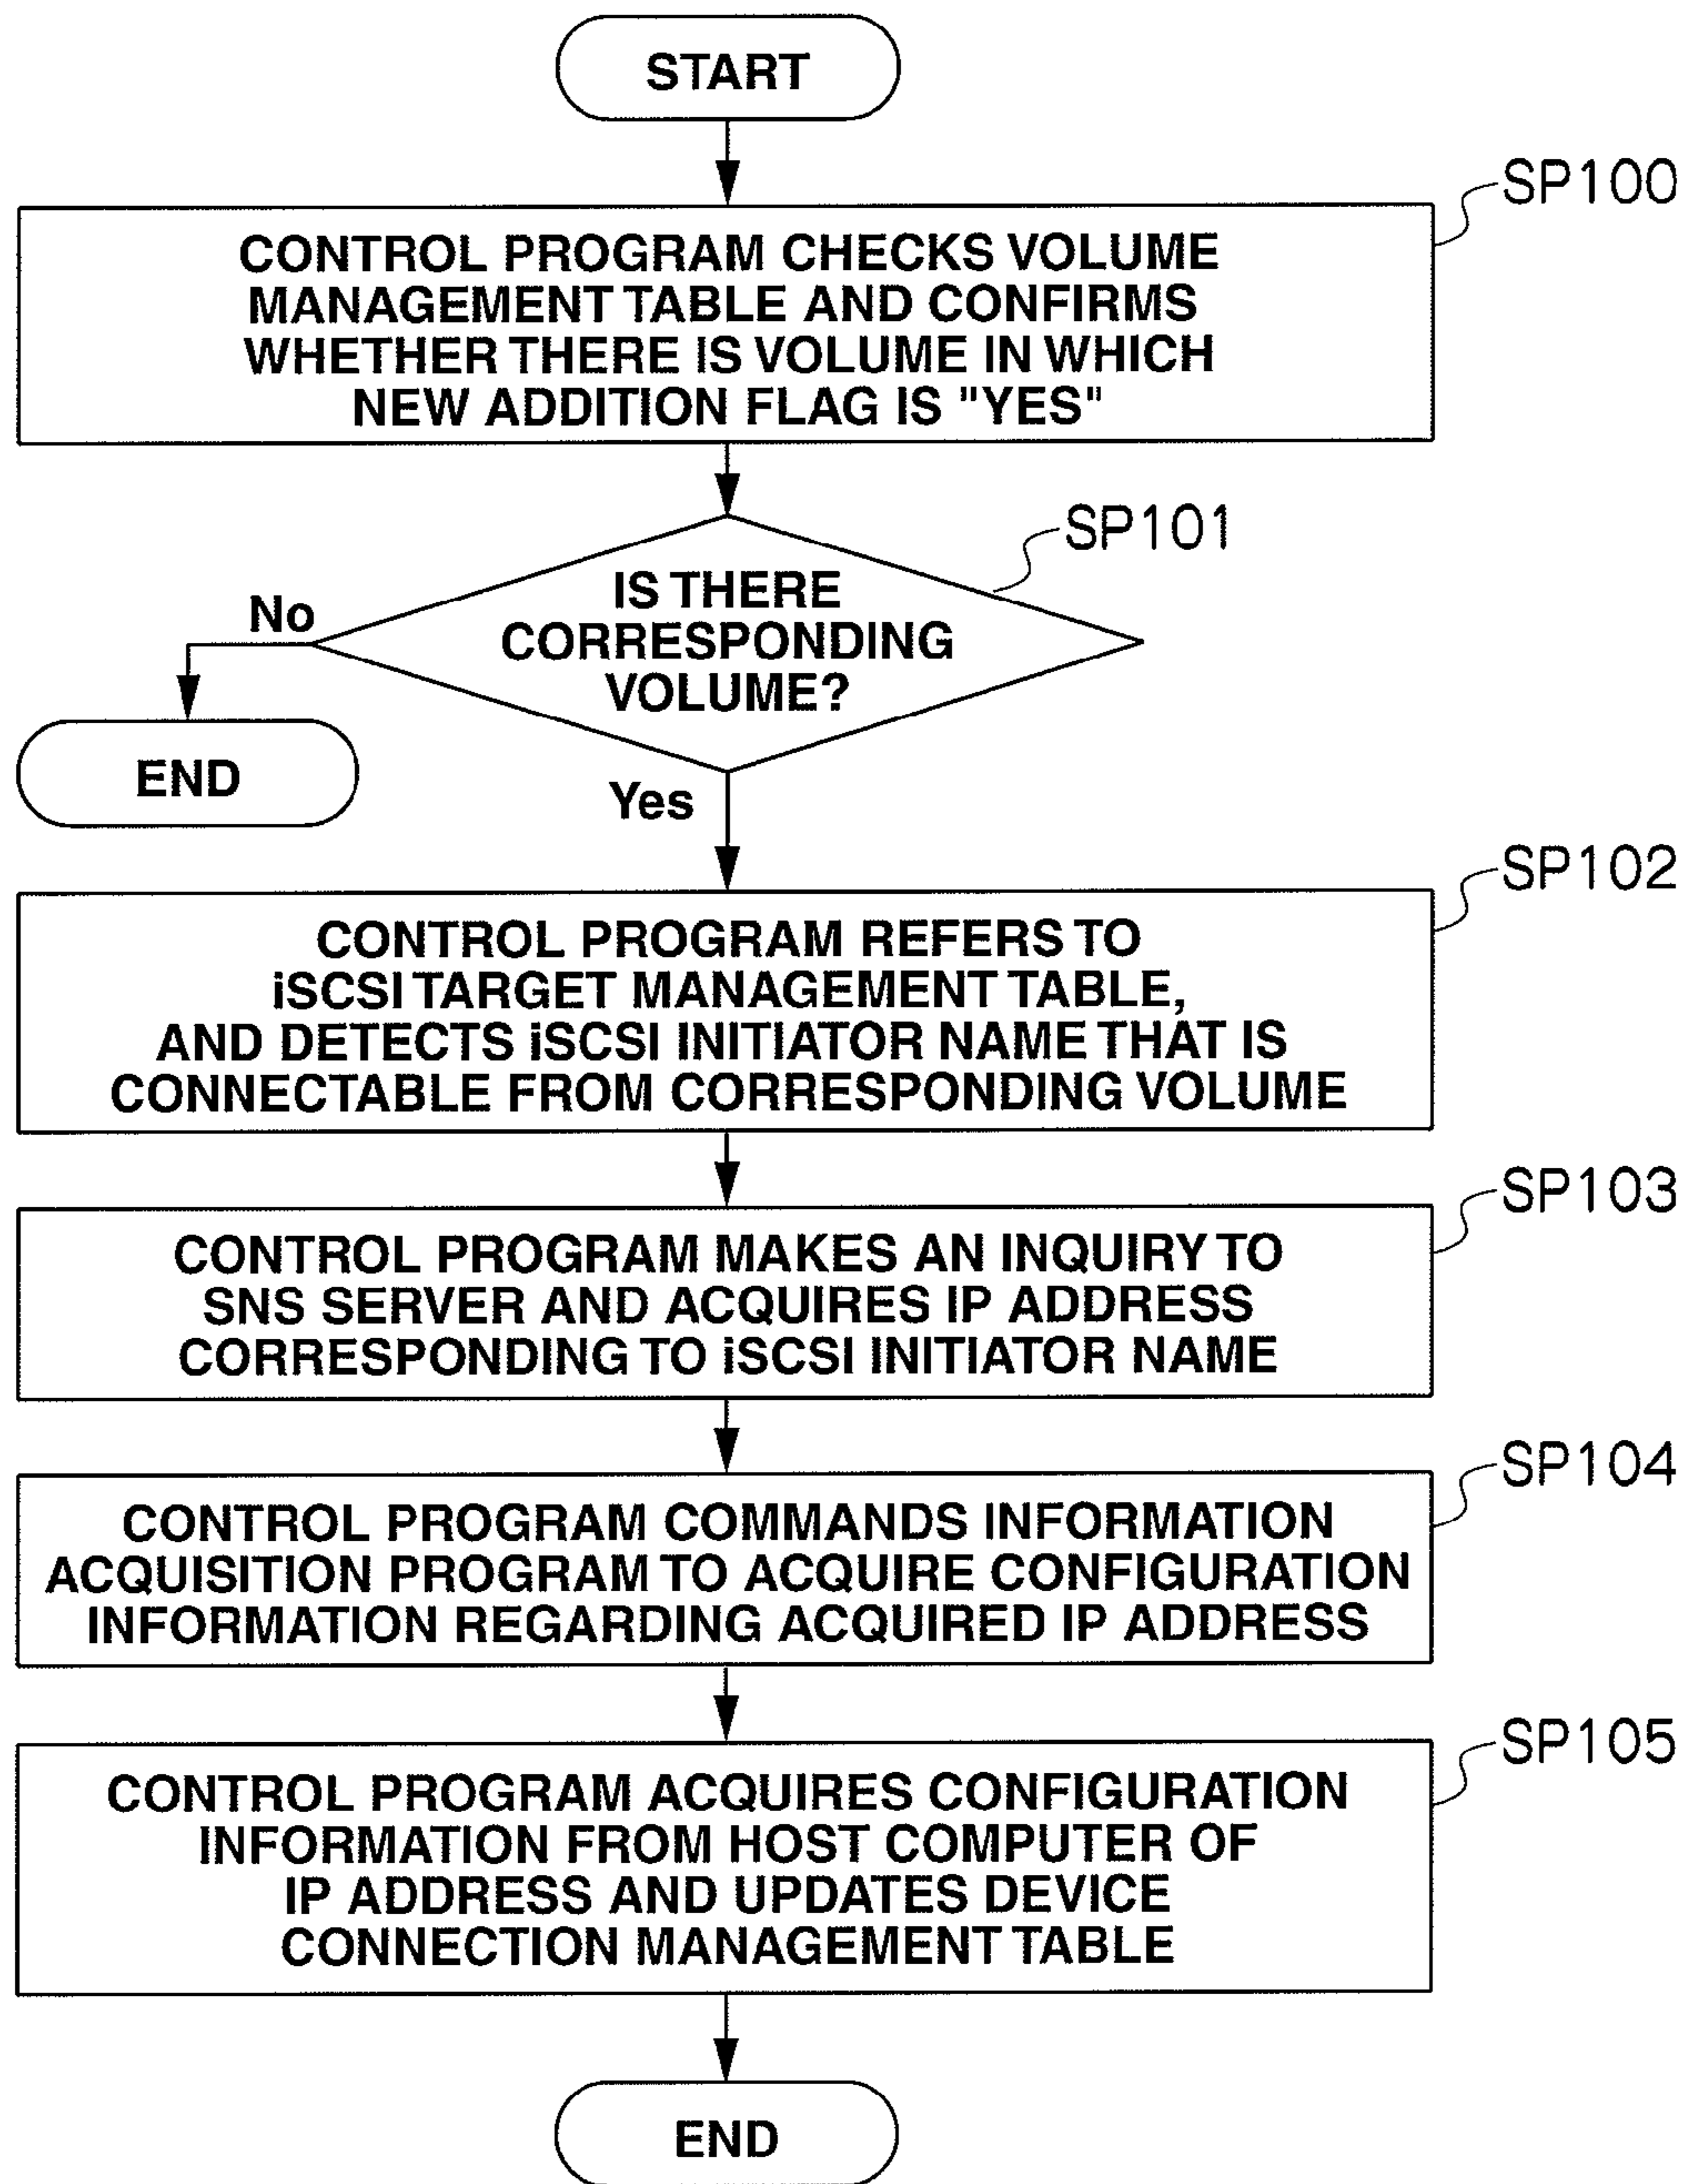 START
SP100
CONTROL PROGRAM CHECKS VOLUME
MANAGEMENT TABLE AND CONFIRMS
WHETHER THERE IS VOLUME IN WHICH
NEW ADDITION FLAG IS "YES"
SP101
IS THERE
CORRESPONDING
VOLUME?
No
END
Yes
SP102
CONTROL PROGRAM REFERS TO
iSCSI TARGET MANAGEMENT TABLE,
AND DETECTS iSCSI INITIATOR NAME THAT IS
CONNECTABLE FROM CORRESPONDING VOLUME
SP103
CONTROL PROGRAM MAKES AN INQUIRY TO
SNS SERVER AND ACQUIRES IP ADDRESS
CORRESPONDING TO iSCSI INITIATOR NAME
SP104
CONTROL PROGRAM COMMANDS INFORMATION
ACQUISITION PROGRAM TO ACQUIRE CONFIGURATION
INFORMATION REGARDING ACQUIRED IP ADDRESS
SP105
CONTROL PROGRAM ACQUIRES CONFIGURATION
INFORMATION FROM HOST COMPUTER OF
IP ADDRESS AND UPDATES DEVICE
CONNECTION MANAGEMENT TABLE
END